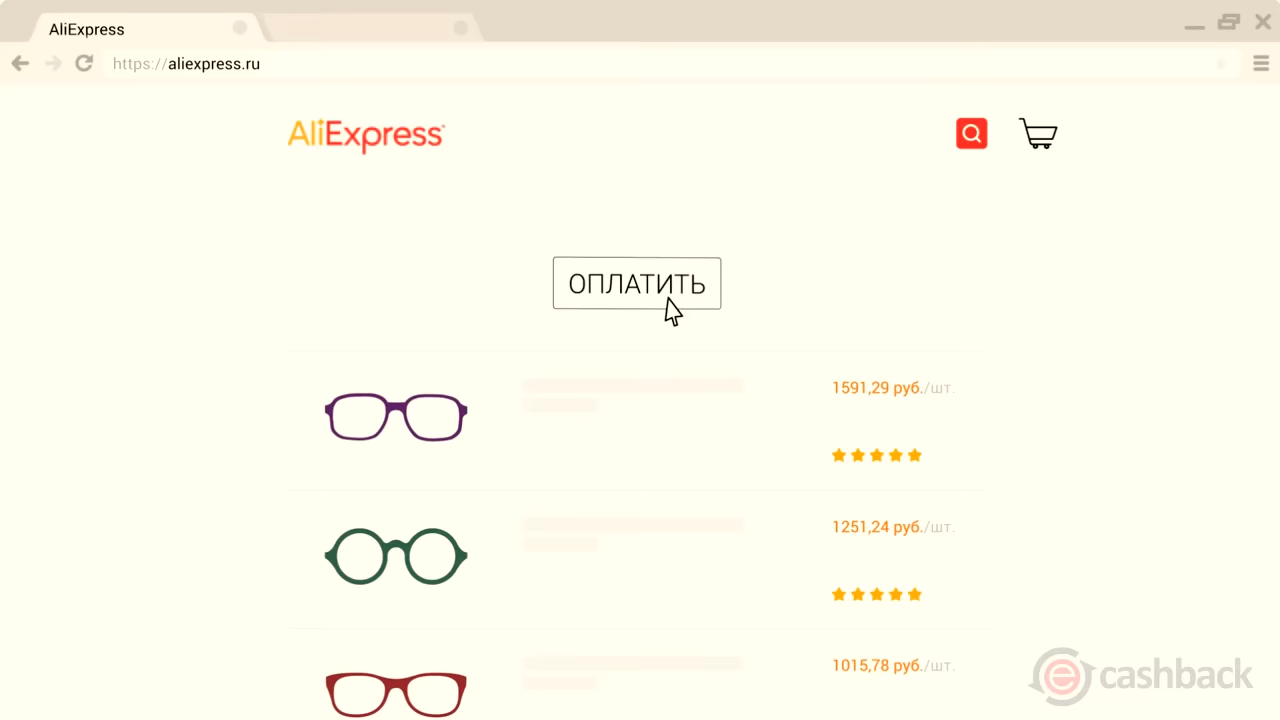 AliExpress
https://aliexpress.ru
AliExpress
ОПЛАТИТЬ
1591,29 руб./шт.
1251,24 руб./шт.
1015,78 руб./шт.
e cashback